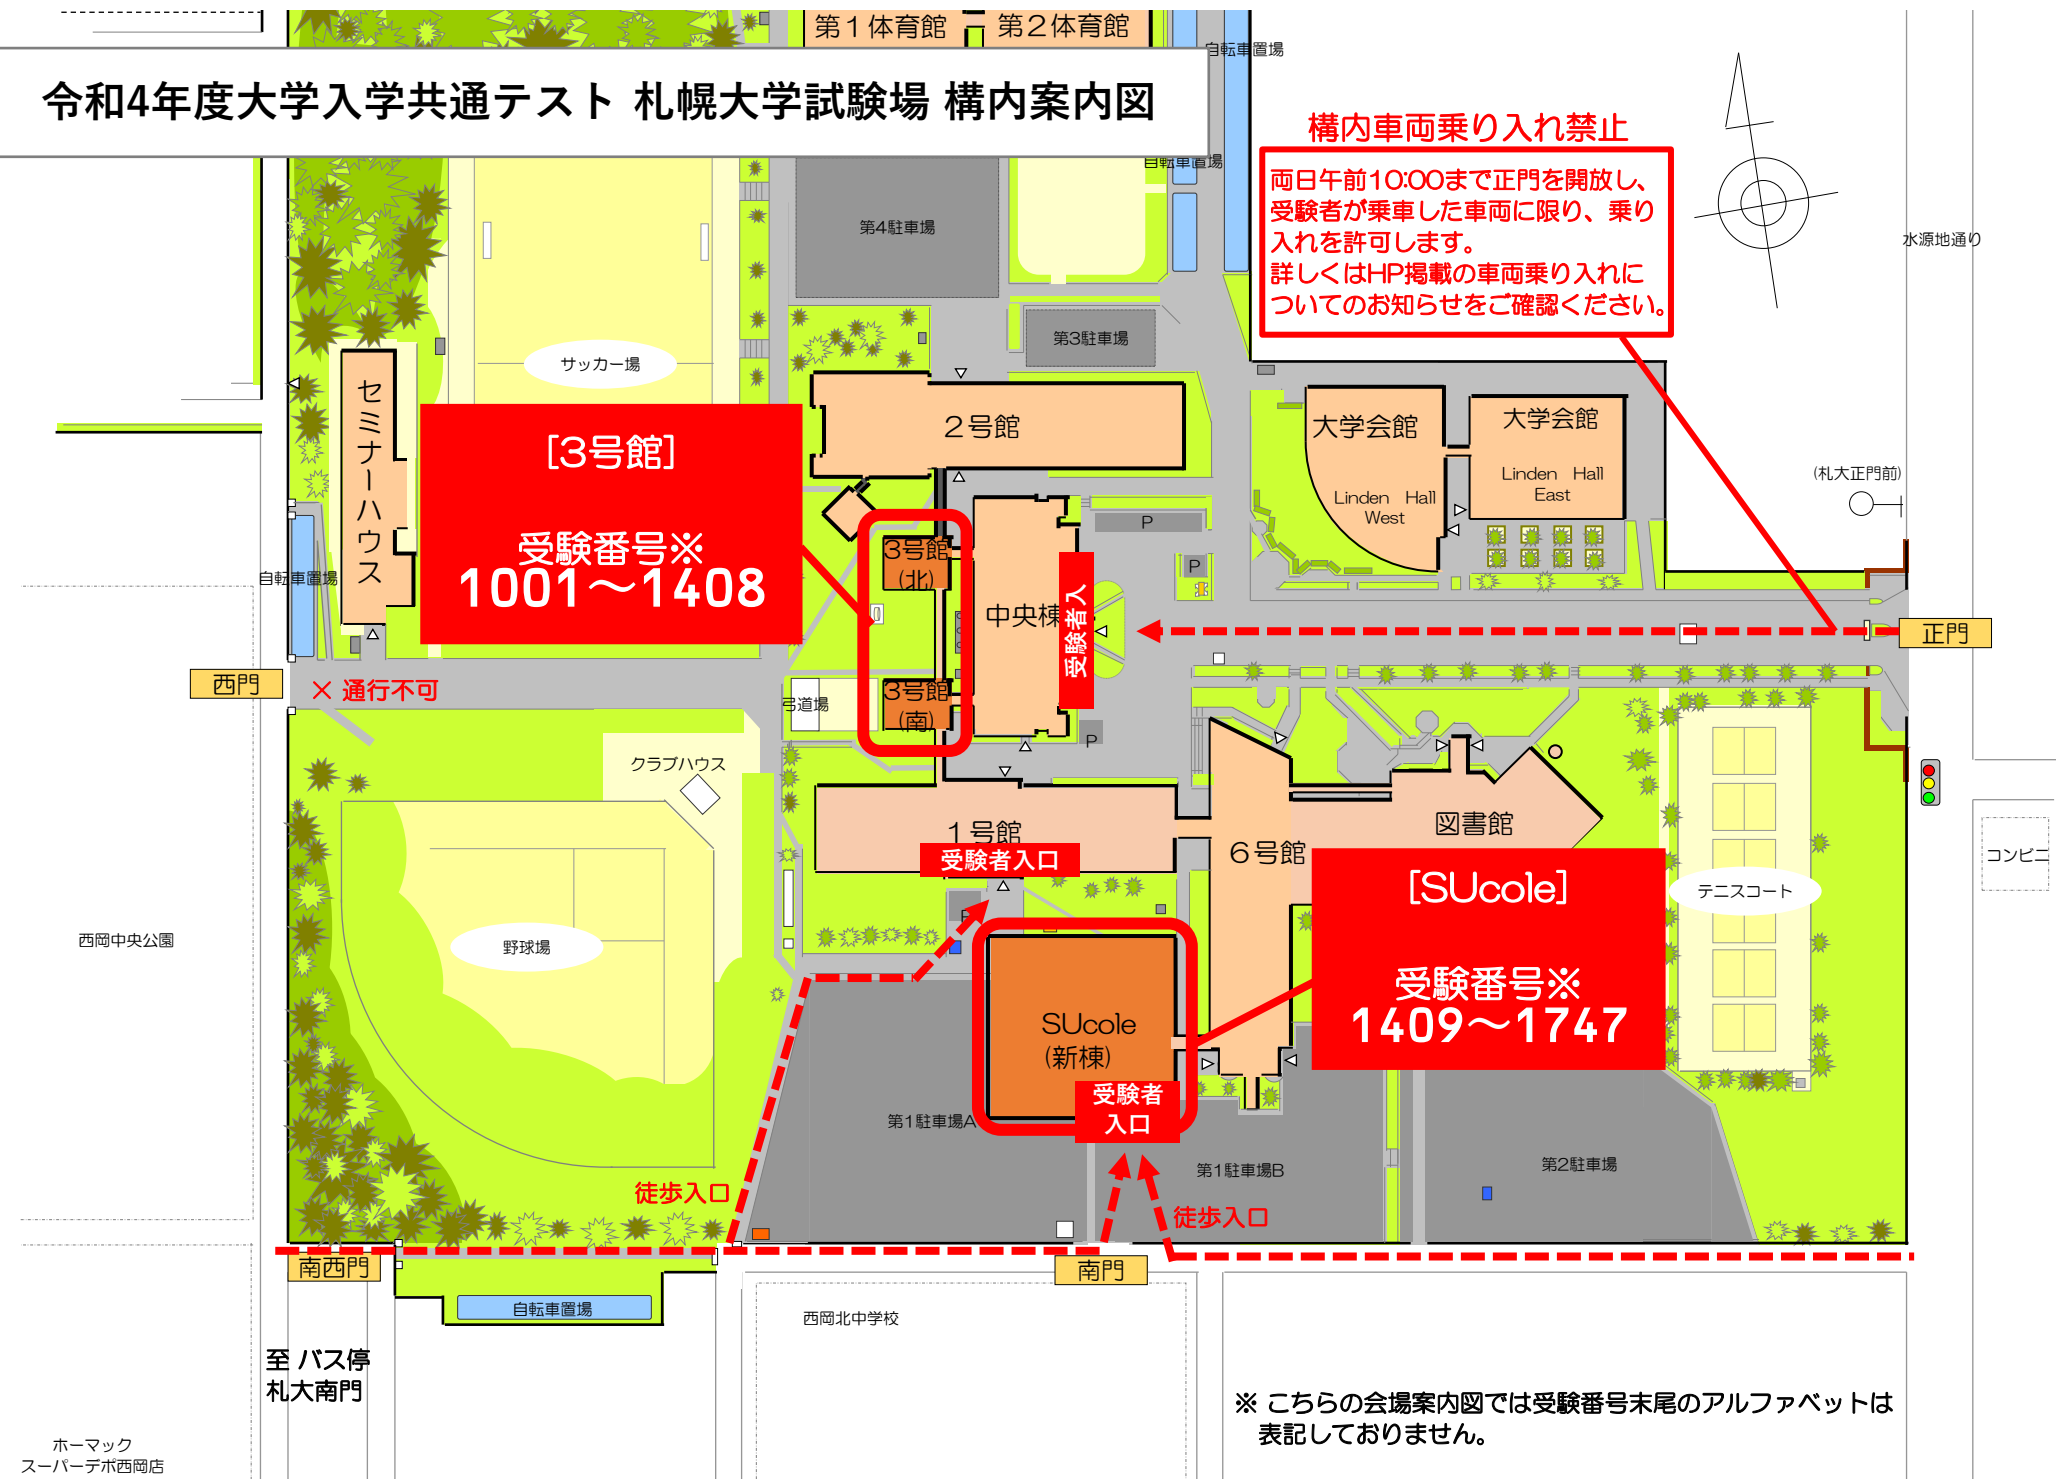 第1体育館
第2体育館
自転車置場
令和4年度大学入学共通テスト 札幌大学試験場 構内案内図
自転車置場
構内車両乗り入れ禁止
両日午前10:00まで正門を開放し、
受験者が乗車した車両に限り、乗り
入れを許可します。
詳しくはHP掲載の車両乗り入れに
ついてのお知らせをご確認ください。
第4駐車場
水源地通り
第3駐車場
サッカー場
セミナーハウス
2号館
大学会館
Linden Hall
West
大学会館
Linden Hall
East
(札大正門前)
[3号館]
受験番号※
1001~1408
P
P
3号館
(北)
自転車置場
中央棟
受験者入
正門
西門
× 通行不可
弓道場
3号館
(南)
P
クラブハウス
1号館
受験者入口
6号館
図書館
コンビニ
[SUcole]
受験番号※
1409~1747
テニスコート
西岡中央公園
野球場
SUcole
(新棟)
受験者
入口
第1駐車場A
第1駐車場B
第2駐車場
徒歩入口
徒歩入口
南西門
南門
自転車置場
西岡北中学校
至 バス停
札大南門
※ こちらの会場案内図では受験番号末尾のアルファベットは
表記しておりません。
ホーマック
スーパーデポ西岡店